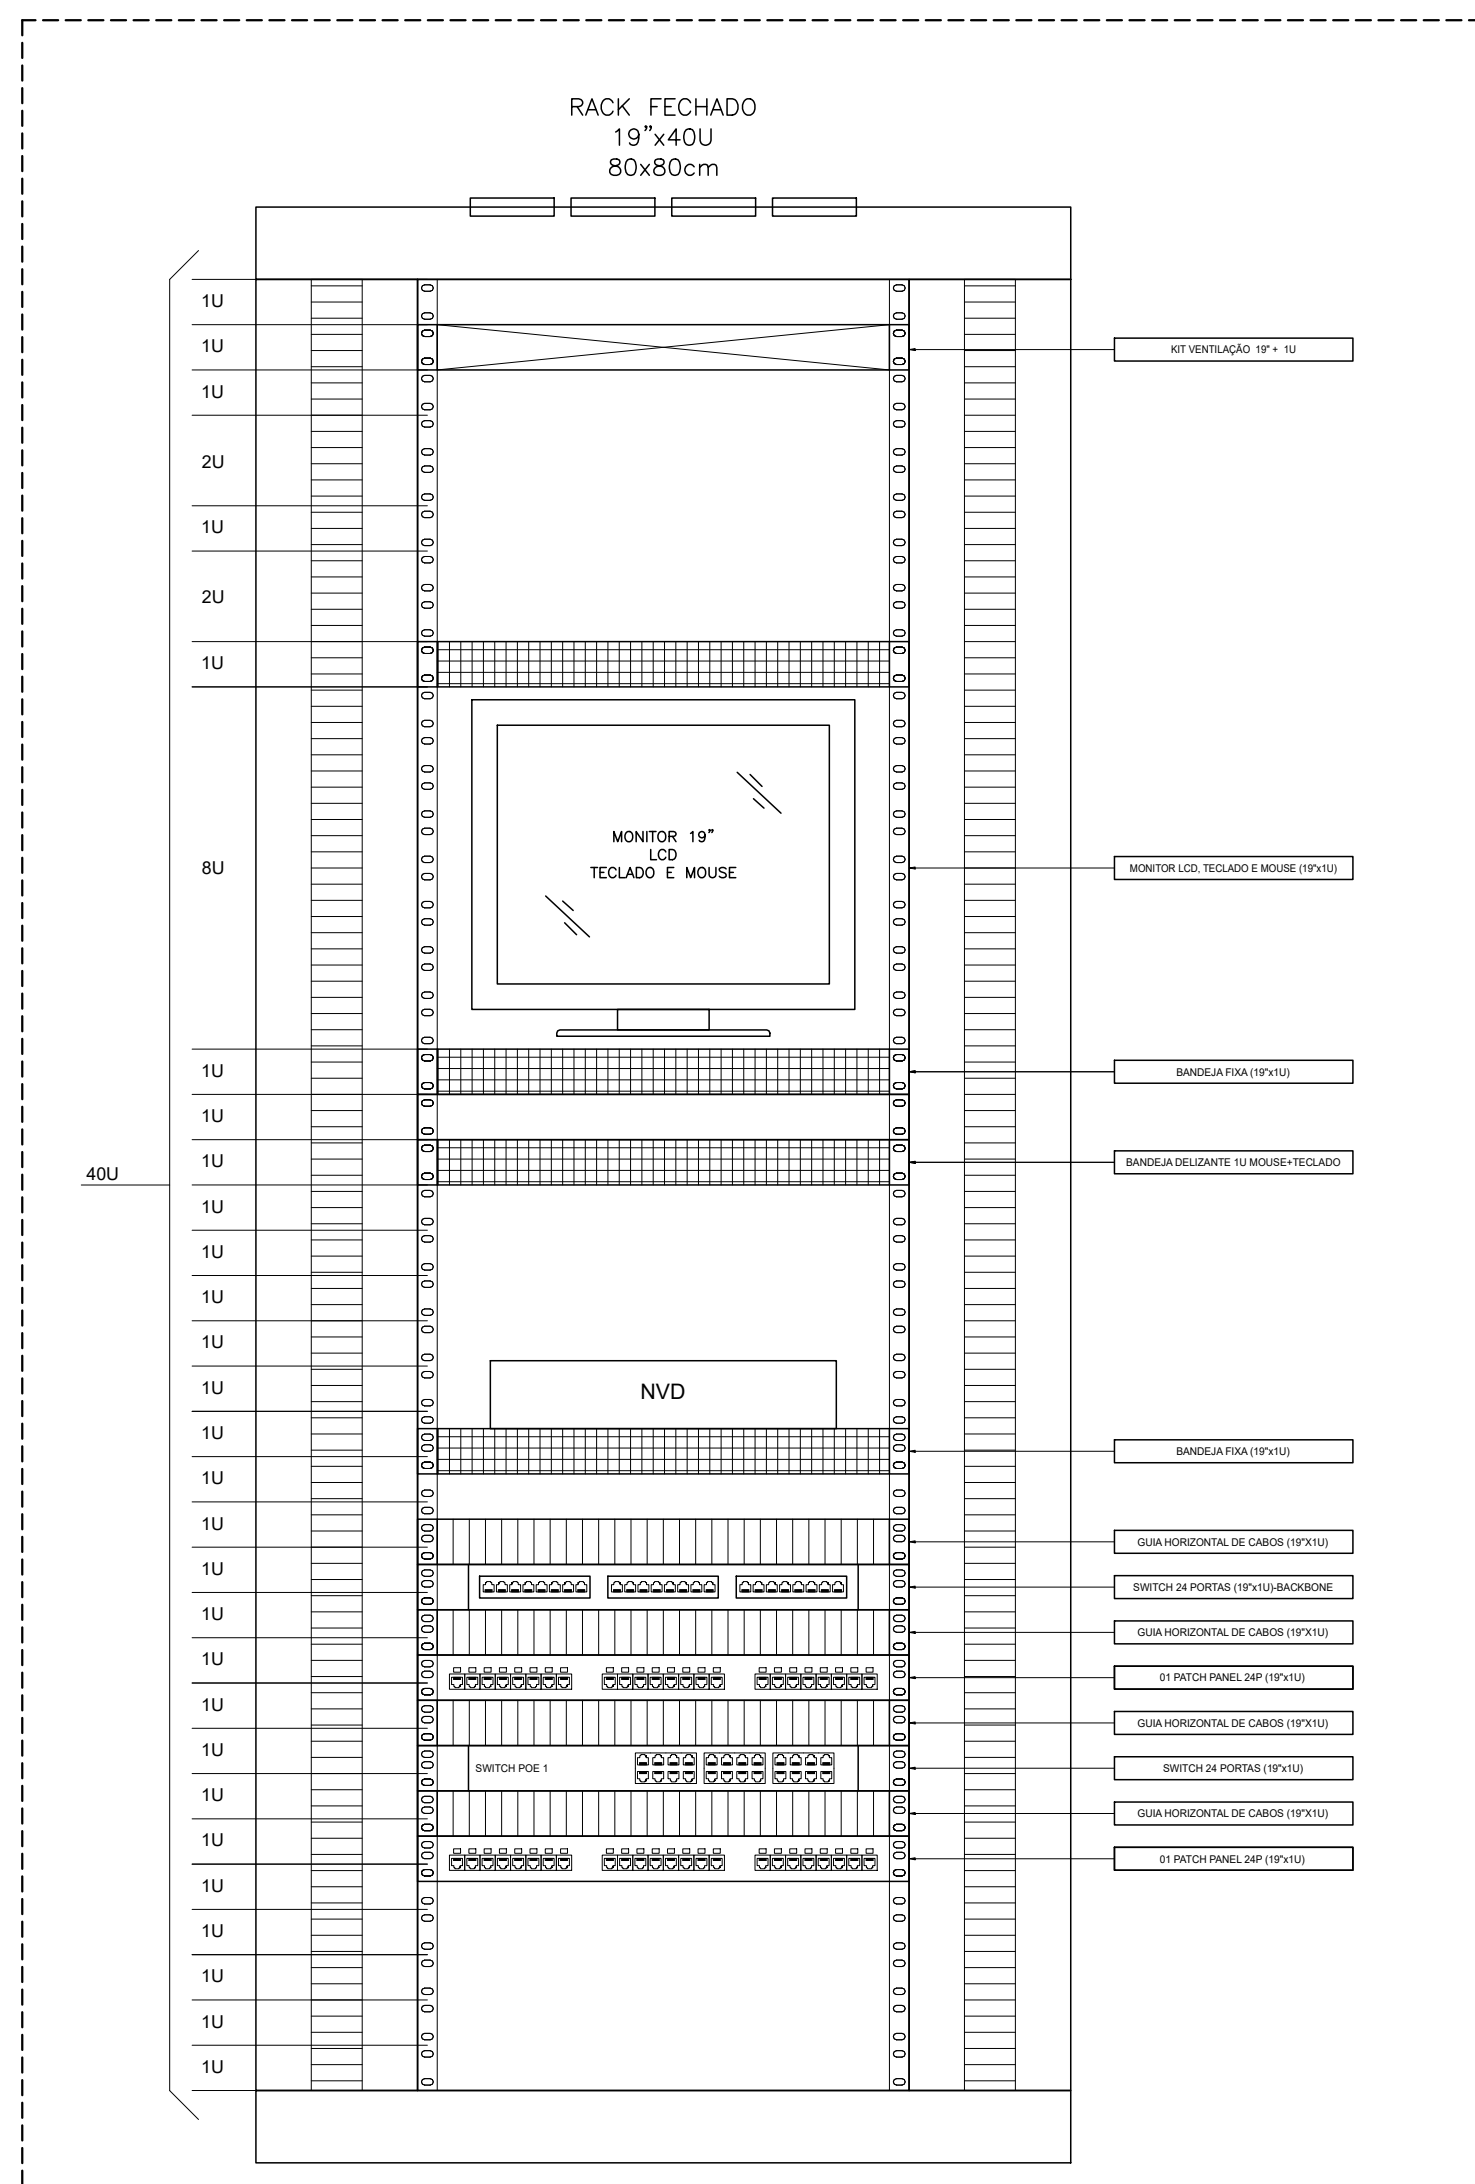 RACK FECHADO
19"x40U
80x80cm
1U
1U
KIT VENTILAÇÃO 19" + 1U
1U
2U
1U
2U
1U
MONITOR 19"
LCD
TECLADO E MOUSE
8U
MONITOR LCD, TECLADO E MOUSE (19"x1U)
1U
BANDEJA FIXA (19"x1U)
1U
1U
BANDEJA DELIZANTE 1U MOUSE+TECLADO
40U
1U
1U
1U
1U
1U
NVD
1U
BANDEJA FIXA (19"x1U)
1U
1U
GUIA HORIZONTAL DE CABOS (19"X1U)
1U
SWITCH 24 PORTAS (19"x1U)-BACKBONE
1U
GUIA HORIZONTAL DE CABOS (19"X1U)
1U
01 PATCH PANEL 24P (19"x1U)
1U
GUIA HORIZONTAL DE CABOS (19"X1U)
1U
SWITCH POE 1
SWITCH 24 PORTAS (19"x1U)
1U
GUIA HORIZONTAL DE CABOS (19"X1U)
1U
01 PATCH PANEL 24P (19"x1U)
1U
1U
1U
1U
1U